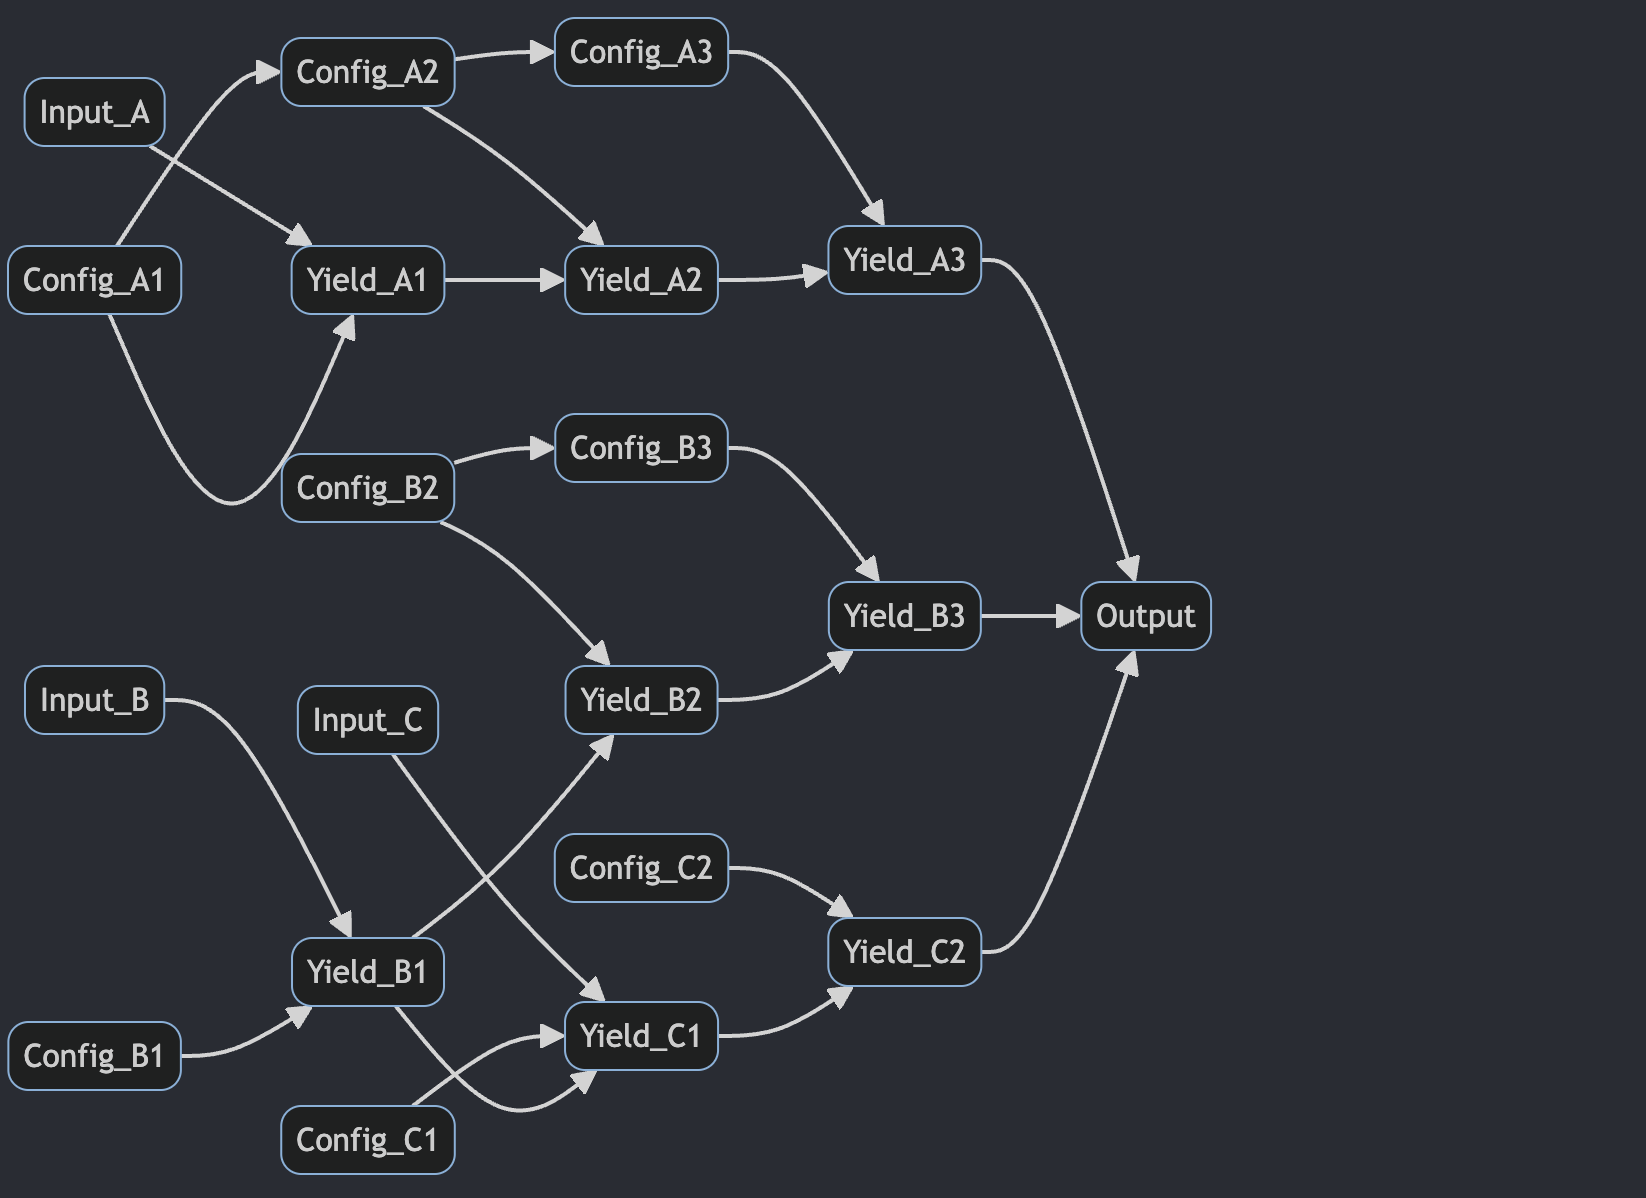 Config_A3
Config_A2
Input_A
Yield_A3
Config_A1
Yield_A1
Yield_A2
Config_B3
Config_B2
Yield_B3
Output
Input_B
Yield_B2
Input_C
Config_C2
Yield_C2
Yield_B1
Yield_C1
Config_B1
Config_C1